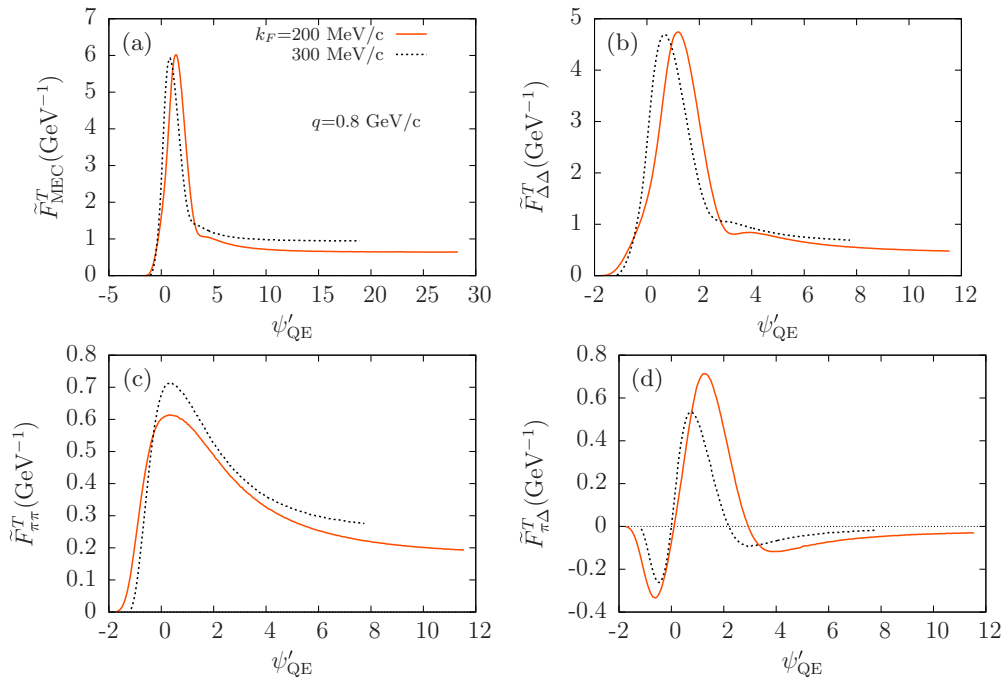 (a)
k_F=200 MeV/c
300 MeV/c
q=0.8 GeV/c
F̃^T_MEC(GeV⁻¹)
7
6
5
4
3
2
1
0
-5 0 5 10 15 20 25 30
ψ′_QE
(b)
F̃^T_ΔΔ(GeV⁻¹)
5
4
3
2
1
0
-2 0 2 4 6 8 10 12
ψ′_QE
(c)
F̃^T_ππ(GeV⁻¹)
0.8
0.7
0.6
0.5
0.4
0.3
0.2
0.1
0
-2 0 2 4 6 8 10 12
ψ′_QE
(d)
F̃^T_πΔ(GeV⁻¹)
0.8
0.6
0.4
0.2
0
-0.2
-0.4
-2 0 2 4 6 8 10 12
ψ′_QE